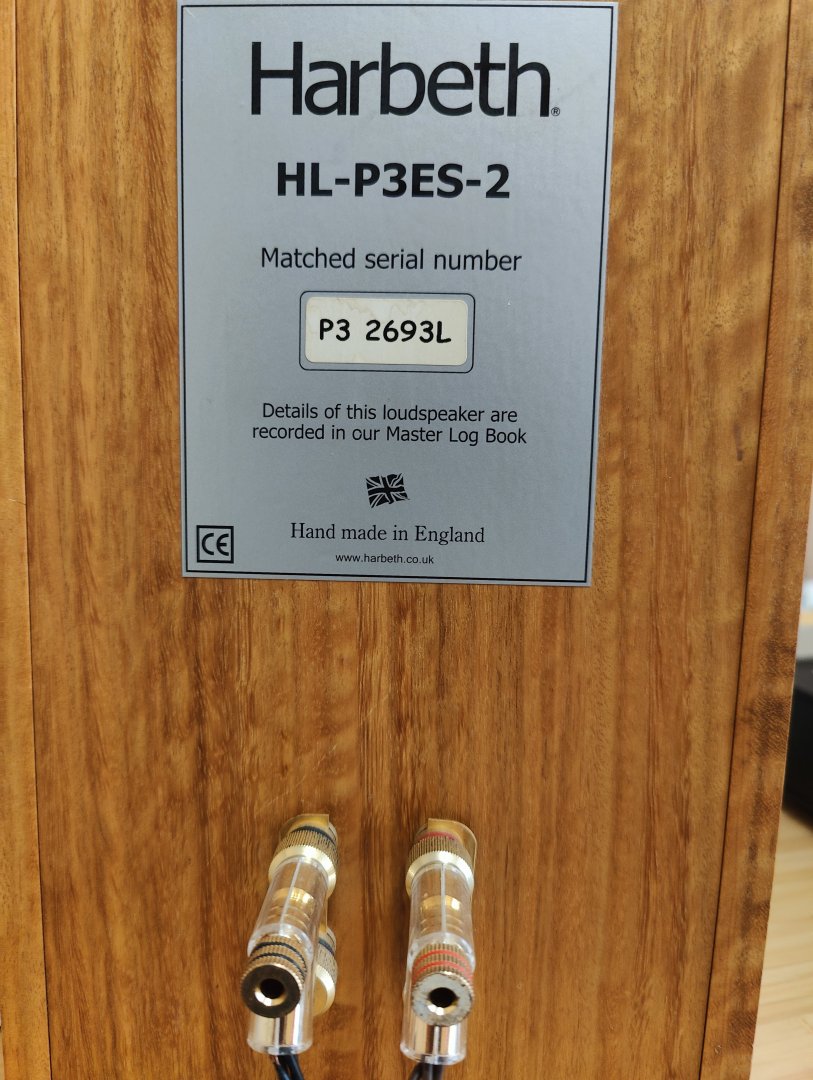 Harbeth®
HL-P3ES-2
Matched serial number
P3 2693L
Details of this loudspeaker are
recorded in our Master Log Book
Hand made in England
CE
www.harbeth.co.uk